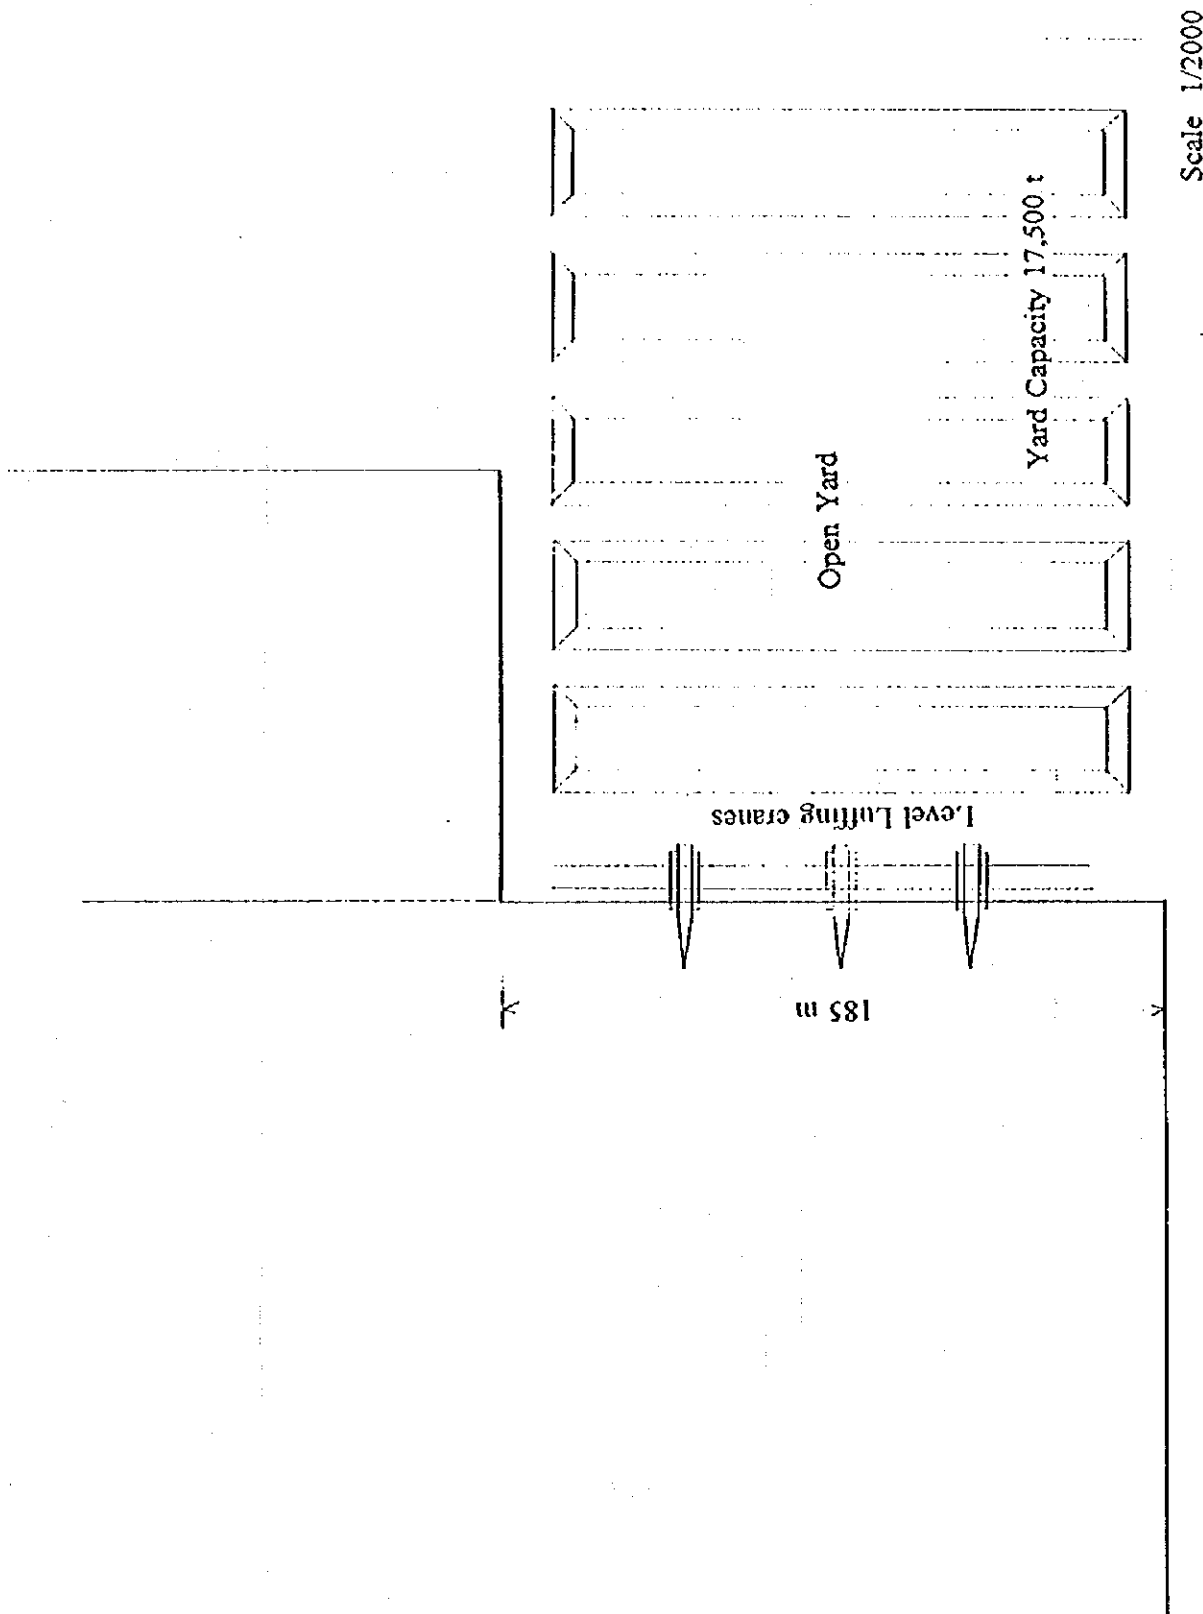 Level Luffing cranes
185 m
Open Yard
Yard Capacity 17,500 t
Scale 1/2000